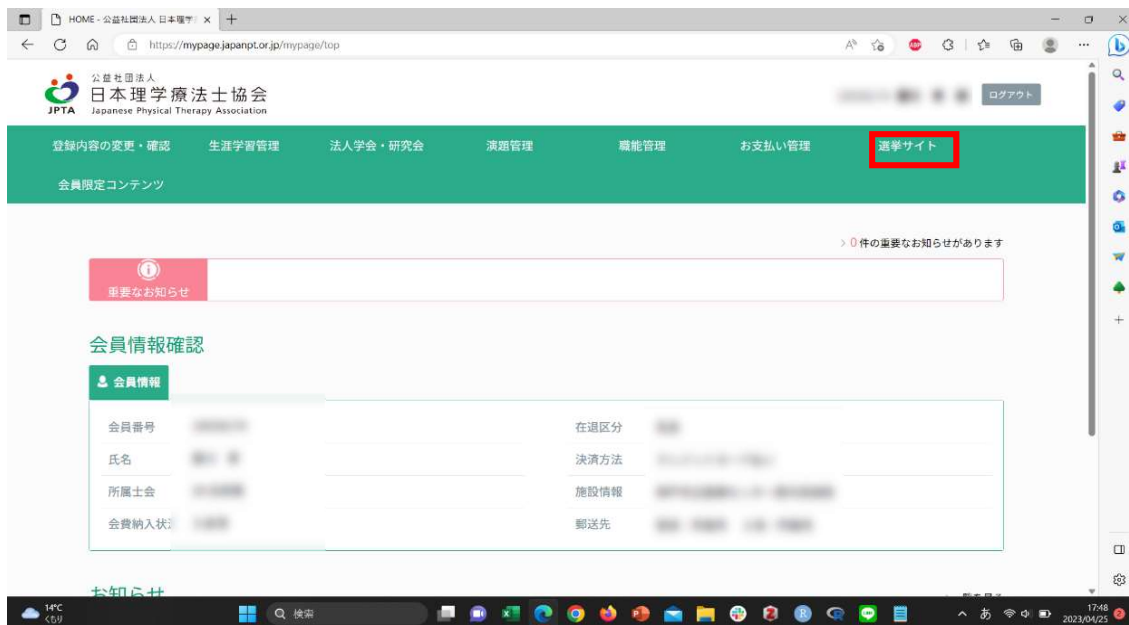 HOME - 公益社団法人 日本理学
https://mypage.japanpt.or.jp/mypage/top
公益社団法人
日本理学療法士協会
JPTA Japanese Physical Therapy Association
ログアウト
登録内容の変更・確認 生涯学習管理 法人学会・研究会 演題管理 職能管理 お支払い管理 選挙サイト
会員限定コンテンツ
0件の重要なお知らせがあります
重要なお知らせ
会員情報確認
会員情報
会員番号 在退区分
氏名 決済方法
所属士会 施設情報
会費納入状 郵送先
お知らせ
14°C
くもり
検索
あ
17:48
2023/04/25